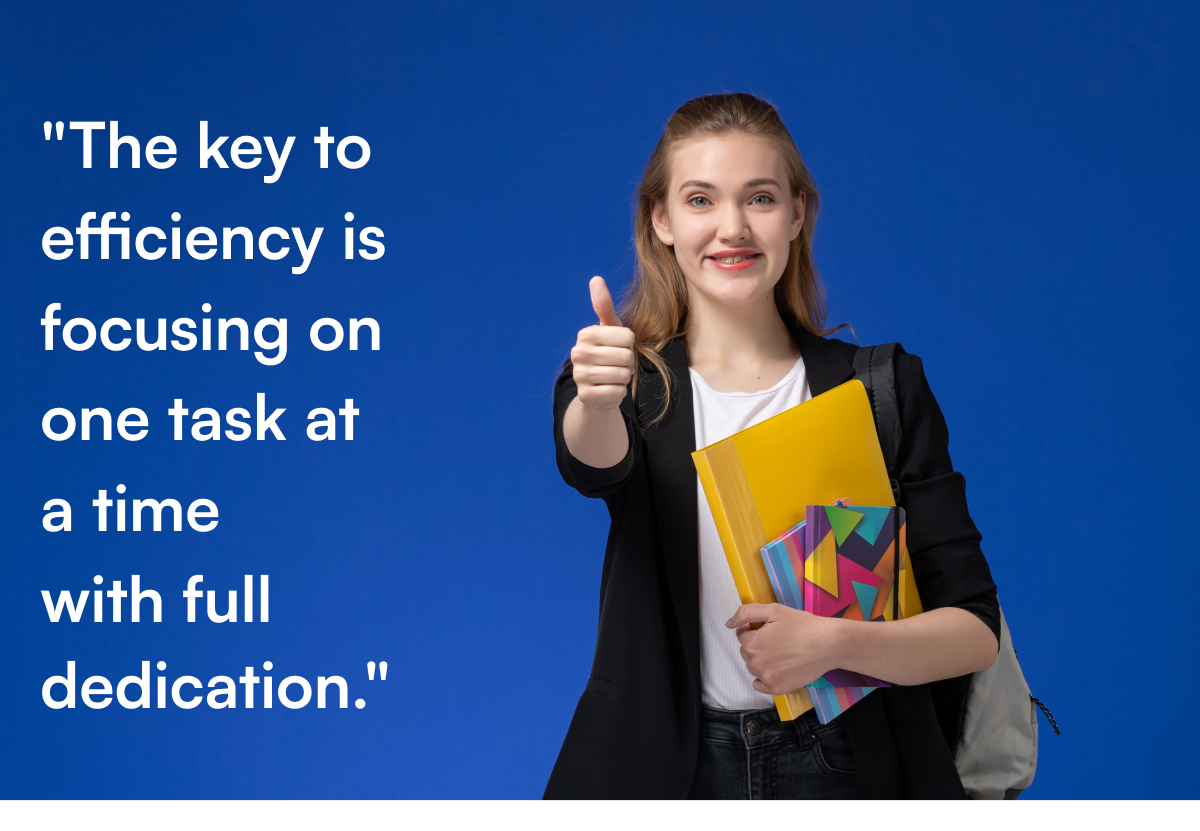 "The key to
efficiency is
focusing on
one task at
a time
with full
dedication."